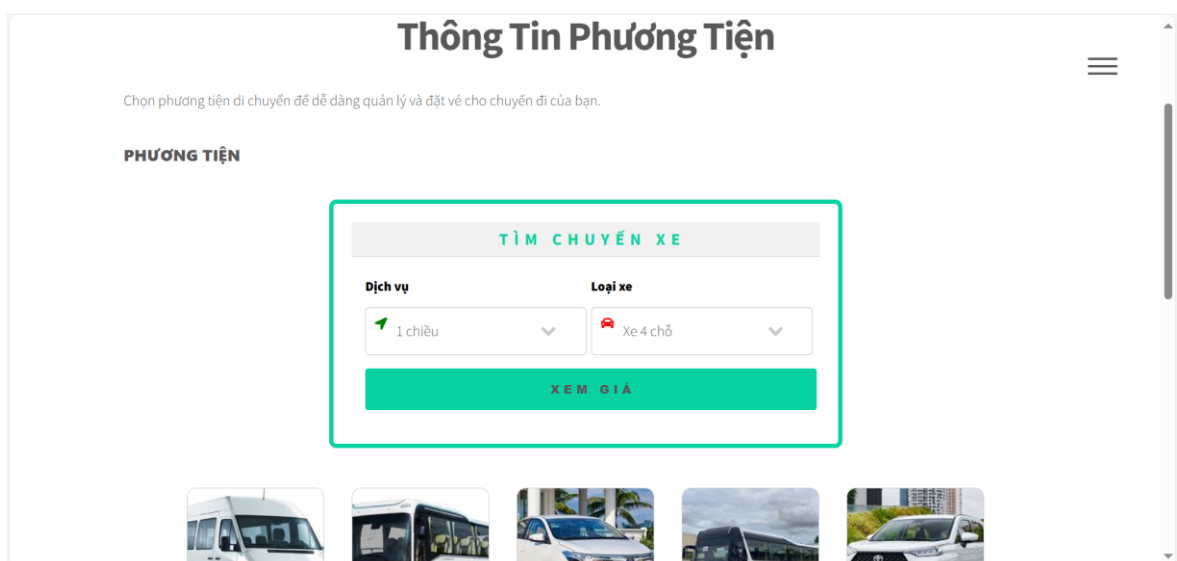 Thông Tin Phương Tiện
Chọn phương tiện di chuyển để dễ dàng quản lý và đặt vé cho chuyến đi của bạn.
PHƯƠNG TIỆN
TÌM CHUYẾN XE
Dịch vụ
Loại xe
1 chiều
Xe 4 chỗ
XEM GIÁ